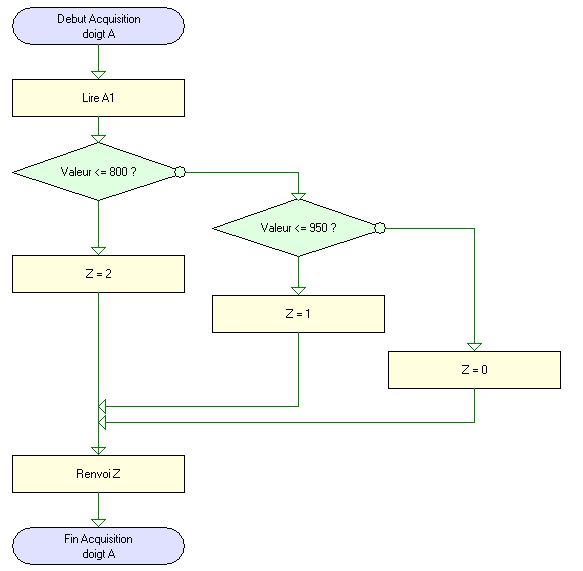 Debut Acquisition
doigt A
Lire A1
Valeur <= 800 ?
Valeur <= 950 ?
Z = 2
Z = 1
Z = 0
Renvoi Z
Fin Acquisition
doigt A